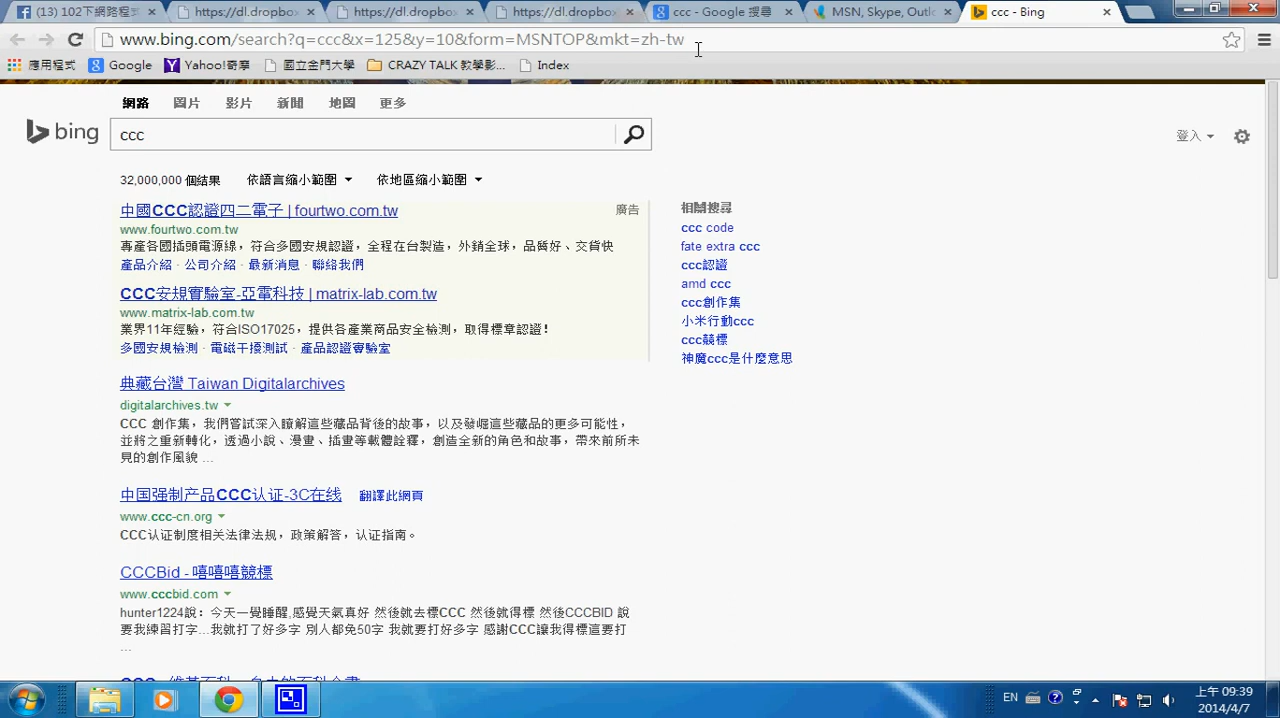 (13) 102下網路程式
https://dl.dropbox
https://dl.dropbox
https://dl.dropbox
ccc - Google 搜尋
MSN, Skype, Outlo
ccc - Bing
www.bing.com/search?q=ccc&x=125&y=10&form=MSNTOP&mkt=zh-tw
應用程式
Google
Yahoo!奇摩
國立金門大學
CRAZY TALK 教學影...
Index
網路
圖片
影片
新聞
地圖
更多
bing
ccc
登入
32,000,000 個結果
依語言縮小範圍
依地區縮小範圍
中國CCC認證四二電子 | fourtwo.com.tw
廣告
www.fourtwo.com.tw
專產各國插頭電源線，符合多國安規認證，全程在台製造，外銷全球，品質好、交貨快
產品介紹 · 公司介紹 · 最新消息 · 聯絡我們
CCC安規實驗室-亞電科技 | matrix-lab.com.tw
www.matrix-lab.com.tw
業界11年經驗，符合ISO17025，提供各產業商品安全檢測，取得標章認證！
多國安規檢測 · 電磁干擾測試 · 產品認證實驗室
典藏台灣 Taiwan Digitalarchives
digitalarchives.tw
CCC 創作集，我們嘗試深入瞭解這些藏品背後的故事，以及發掘這些藏品的更多可能性，
並將之重新轉化，透過小說、漫畫、插畫等載體詮釋，創造全新的角色和故事，帶來前所未
見的創作風貌 ...
中国强制产品CCC认证-3C在线
翻譯此網頁
www.ccc-cn.org
CCC认证制度相关法律法规，政策解答，认证指南。
CCCBid - 嘻嘻嘻競標
www.cccbid.com
hunter1224說：今天一覺睡醒,感覺天氣真好 然後就去標CCC 然後就得標 然後CCCBID 說
要我練習打字...我就打了好多字 別人都免50字 我就要打好多字 感謝CCC讓我得標這要打
...
相關搜尋
ccc code
fate extra ccc
ccc認證
amd ccc
ccc創作集
小米行動ccc
ccc競標
神魔ccc是什麼意思
EN
上午 09:39
2014/4/7